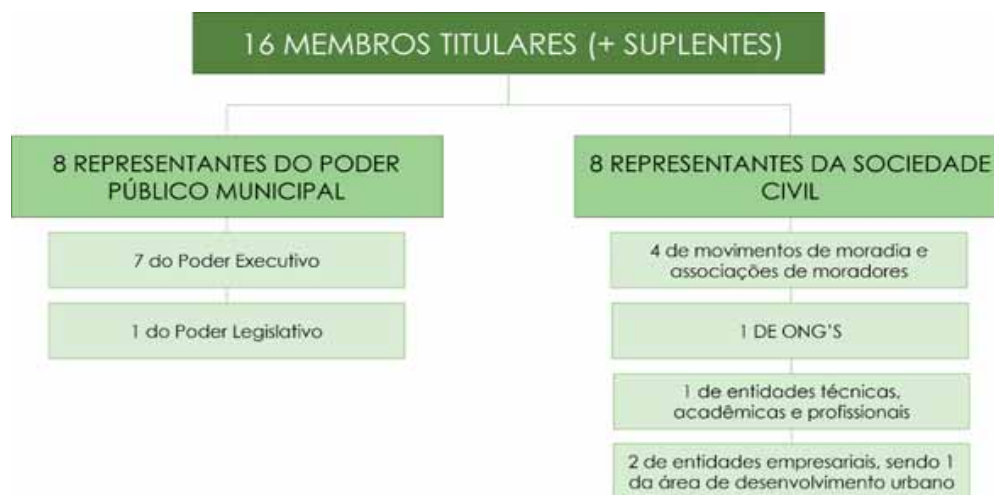 16 MEMBROS TITULARES (+ SUPLENTES)
8 REPRESENTANTES DO PODER
PÚBLICO MUNICIPAL
7 do Poder Executivo
1 do Poder Legislativo
8 REPRESENTANTES DA SOCIEDADE
CIVIL
4 de movimentos de moradia e
associações de moradores
1 DE ONG'S
1 de entidades técnicas,
acadêmicas e profissionais
2 de entidades empresariais, sendo 1
da área de desenvolvimento urbano